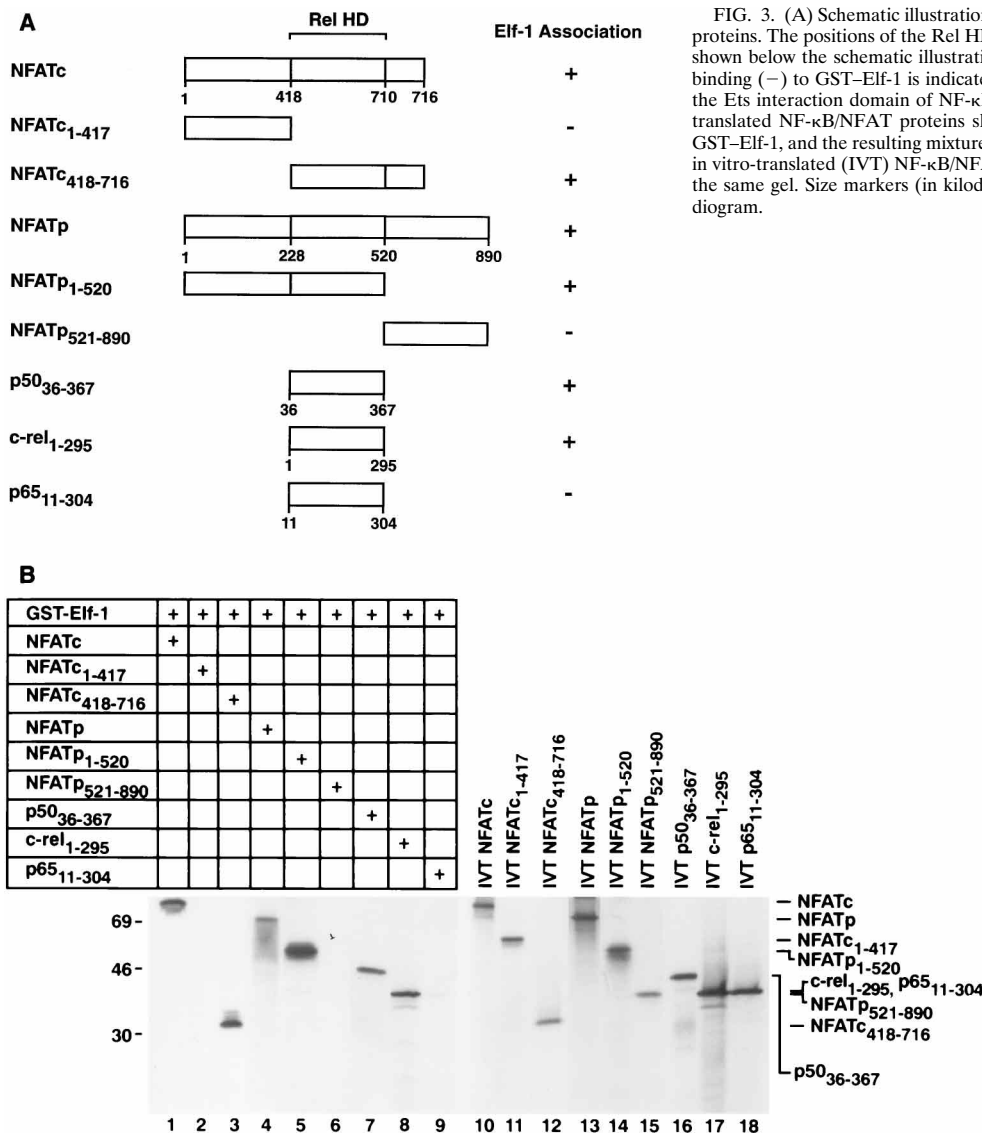 A
Rel HD
Elf-1 Association
NFATc
1 418 710 716
+
NFATc1-417
-
NFATc418-716
+
NFATp
1 228 520 890
+
NFATp1-520
+
NFATp521-890
-
p5036-367
36 367
+
c-rel1-295
1 295
+
p6511-304
11 304
-
FIG. 3. (A) Schematic illustration
proteins. The positions of the Rel HD
shown below the schematic illustrati
binding (−) to GST–Elf-1 is indicate
the Ets interaction domain of NF-κ
translated NF-κB/NFAT proteins sh
GST–Elf-1, and the resulting mixture
in vitro-translated (IVT) NF-κB/NFA
the same gel. Size markers (in kilod
diogram.
B
GST-Elf-1 + + + + + + + + +
NFATc +
NFATc1-417 +
NFATc418-716 +
NFATp +
NFATp1-520 +
NFATp521-890 +
p5036-367 +
c-rel1-295 +
p6511-304 +
IVT NFATc
IVT NFATc1-417
IVT NFATc418-716
IVT NFATp
IVT NFATp1-520
IVT NFATp521-890
IVT p5036-367
IVT c-rel1-295
IVT p6511-304
69 -
46 -
30 -
NFATc
NFATp
NFATc1-417
NFATp1-520
c-rel1-295, p6511-304
NFATp521-890
NFATc418-716
p5036-367
1 2 3 4 5 6 7 8 9 10 11 12 13 14 15 16 17 18